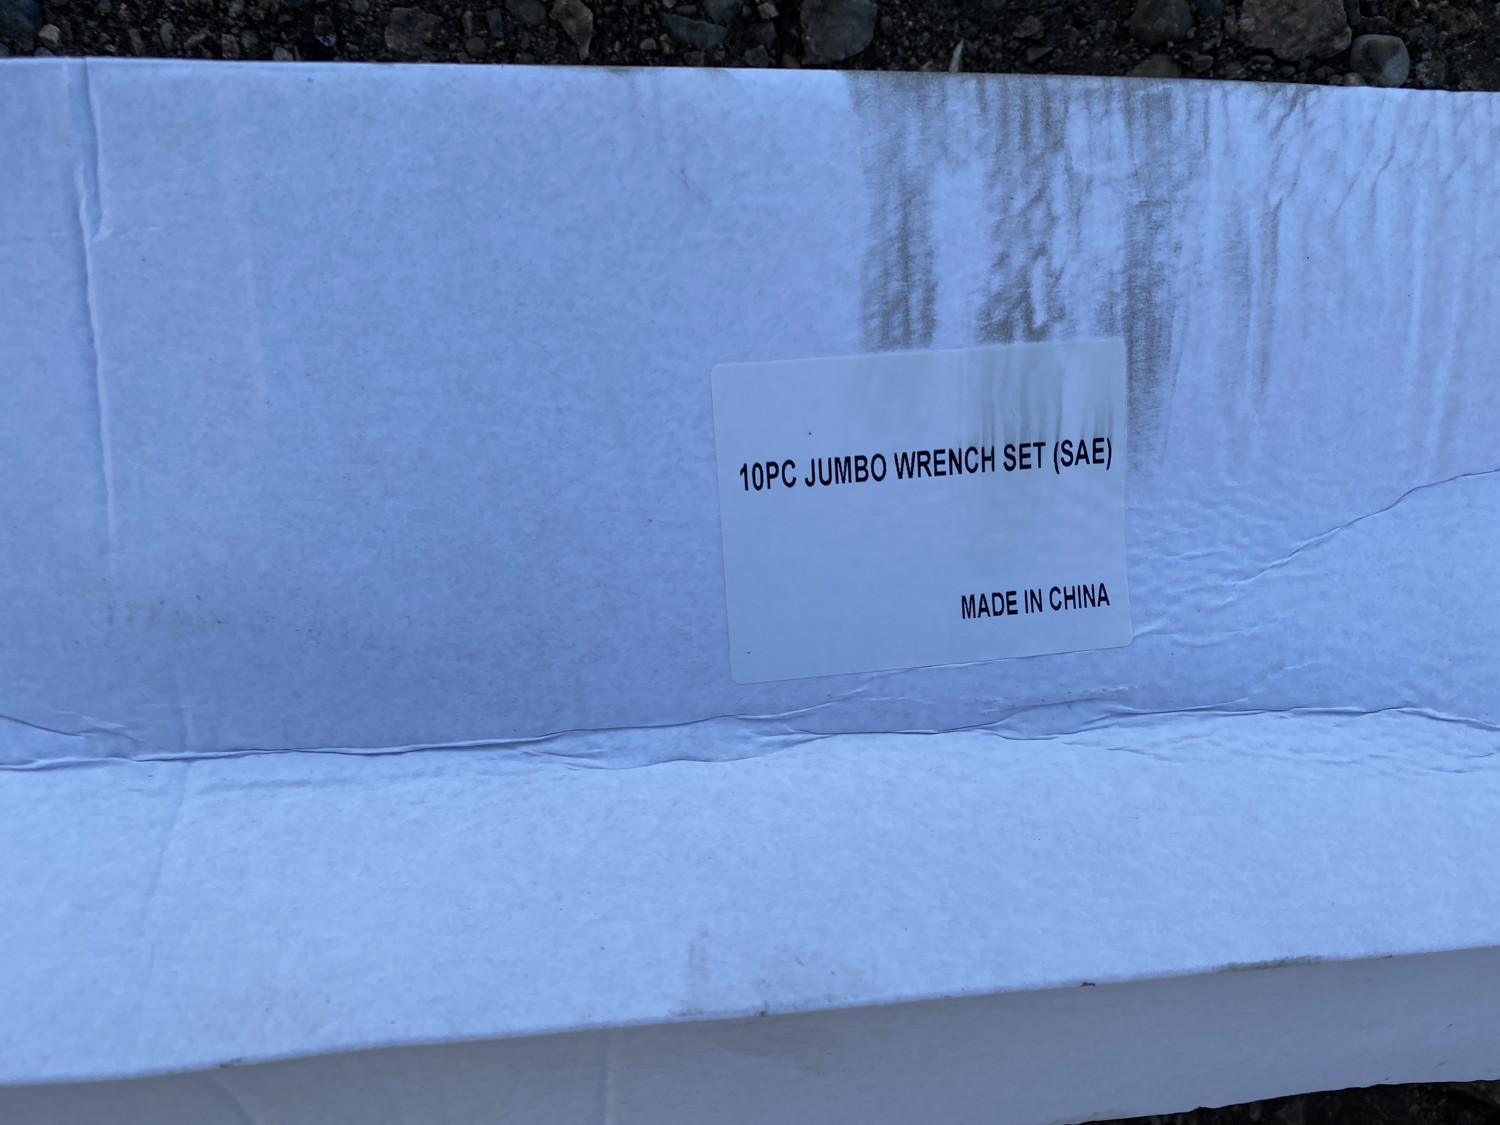 10PC JUMBO WRENCH SET (SAE)
MADE IN CHINA